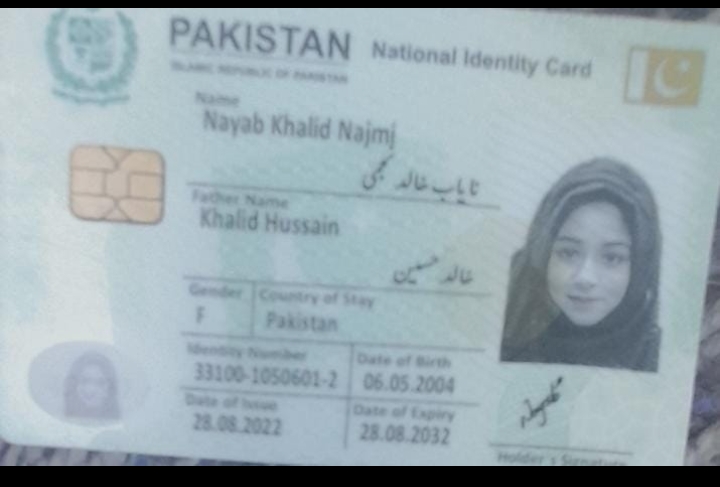 PAKISTAN National Identity Card
ISLAMIC REPUBLIC OF PAKISTAN
Name
Nayab Khalid Najmi
نایاب خالد نجمی
Father Name
Khalid Hussain
خالد حسین
Gender Country of Stay
F Pakistan
Identity Number Date of Birth
33100-1050601-2 06.05.2004
Date of Issue Date of Expiry
28.08.2022 28.08.2032
Holder's Signature